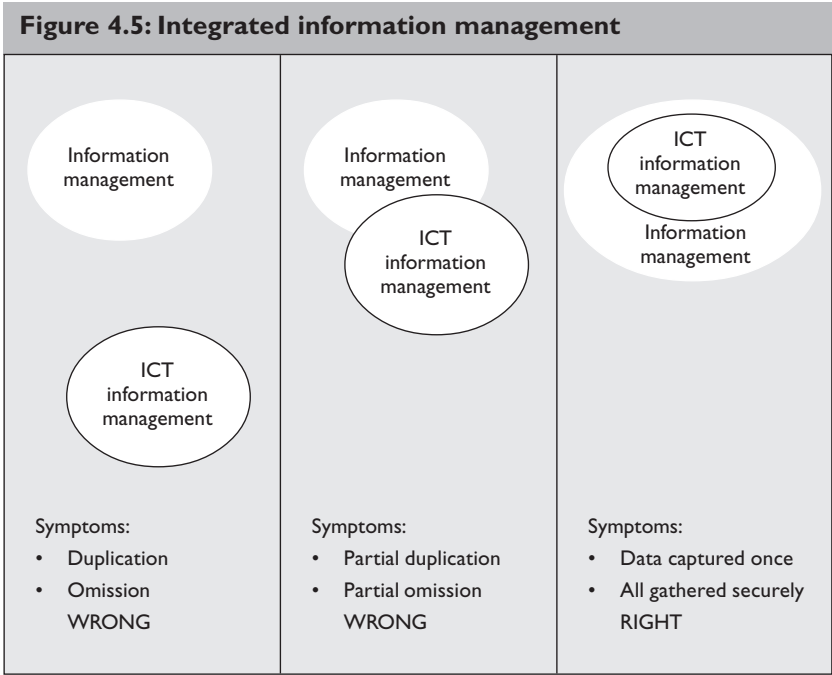 Figure 4.5: Integrated information management
Information
management
ICT
information
management
Symptoms:
• Duplication
• Omission
WRONG
Information
management
ICT
information
management
Symptoms:
• Partial duplication
• Partial omission
WRONG
ICT
information
management
Information
management
Symptoms:
• Data captured once
• All gathered securely
RIGHT